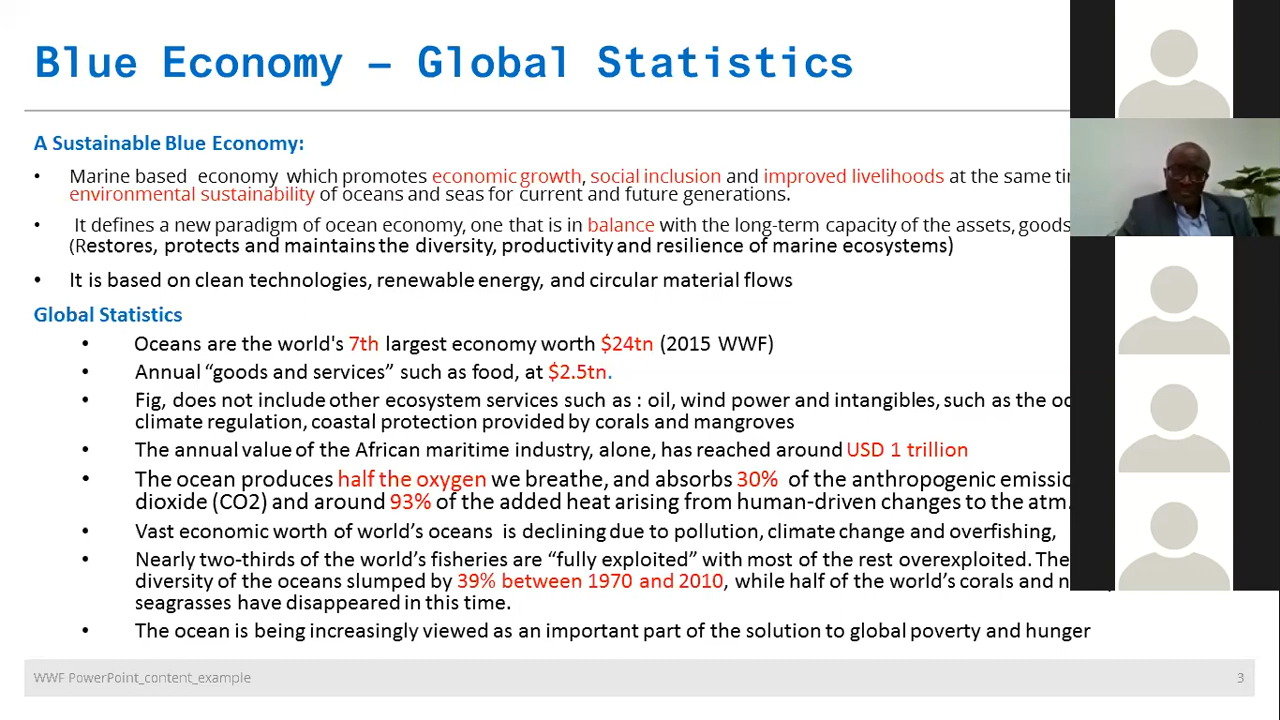 Blue Economy – Global Statistics
A Sustainable Blue Economy:
• Marine based economy which promotes economic growth, social inclusion and improved livelihoods at the same
environmental sustainability of oceans and seas for current and future generations.
• It defines a new paradigm of ocean economy, one that is in balance with the long-term capacity of the assets, goods
(Restores, protects and maintains the diversity, productivity and resilience of marine ecosystems)
• It is based on clean technologies, renewable energy, and circular material flows
Global Statistics
• Oceans are the world's 7th largest economy worth $24tn (2015 WWF)
• Annual “goods and services” such as food, at $2.5tn.
• Fig, does not include other ecosystem services such as : oil, wind power and intangibles, such as the
climate regulation, coastal protection provided by corals and mangroves
• The annual value of the African maritime industry, alone, has reached around USD 1 trillion
• The ocean produces half the oxygen we breathe, and absorbs 30% of the anthropogenic
dioxide (CO2) and around 93% of the added heat arising from human-driven changes to the atm.
• Vast economic worth of world’s oceans is declining due to pollution, climate change and overfishing,
• Nearly two-thirds of the world’s fisheries are “fully exploited” with most of the rest overexploited. The
diversity of the oceans slumped by 39% between 1970 and 2010, while half of the world’s corals and
seagrasses have disappeared in this time.
• The ocean is being increasingly viewed as an important part of the solution to global poverty and hunger
WWF PowerPoint_content_example
3